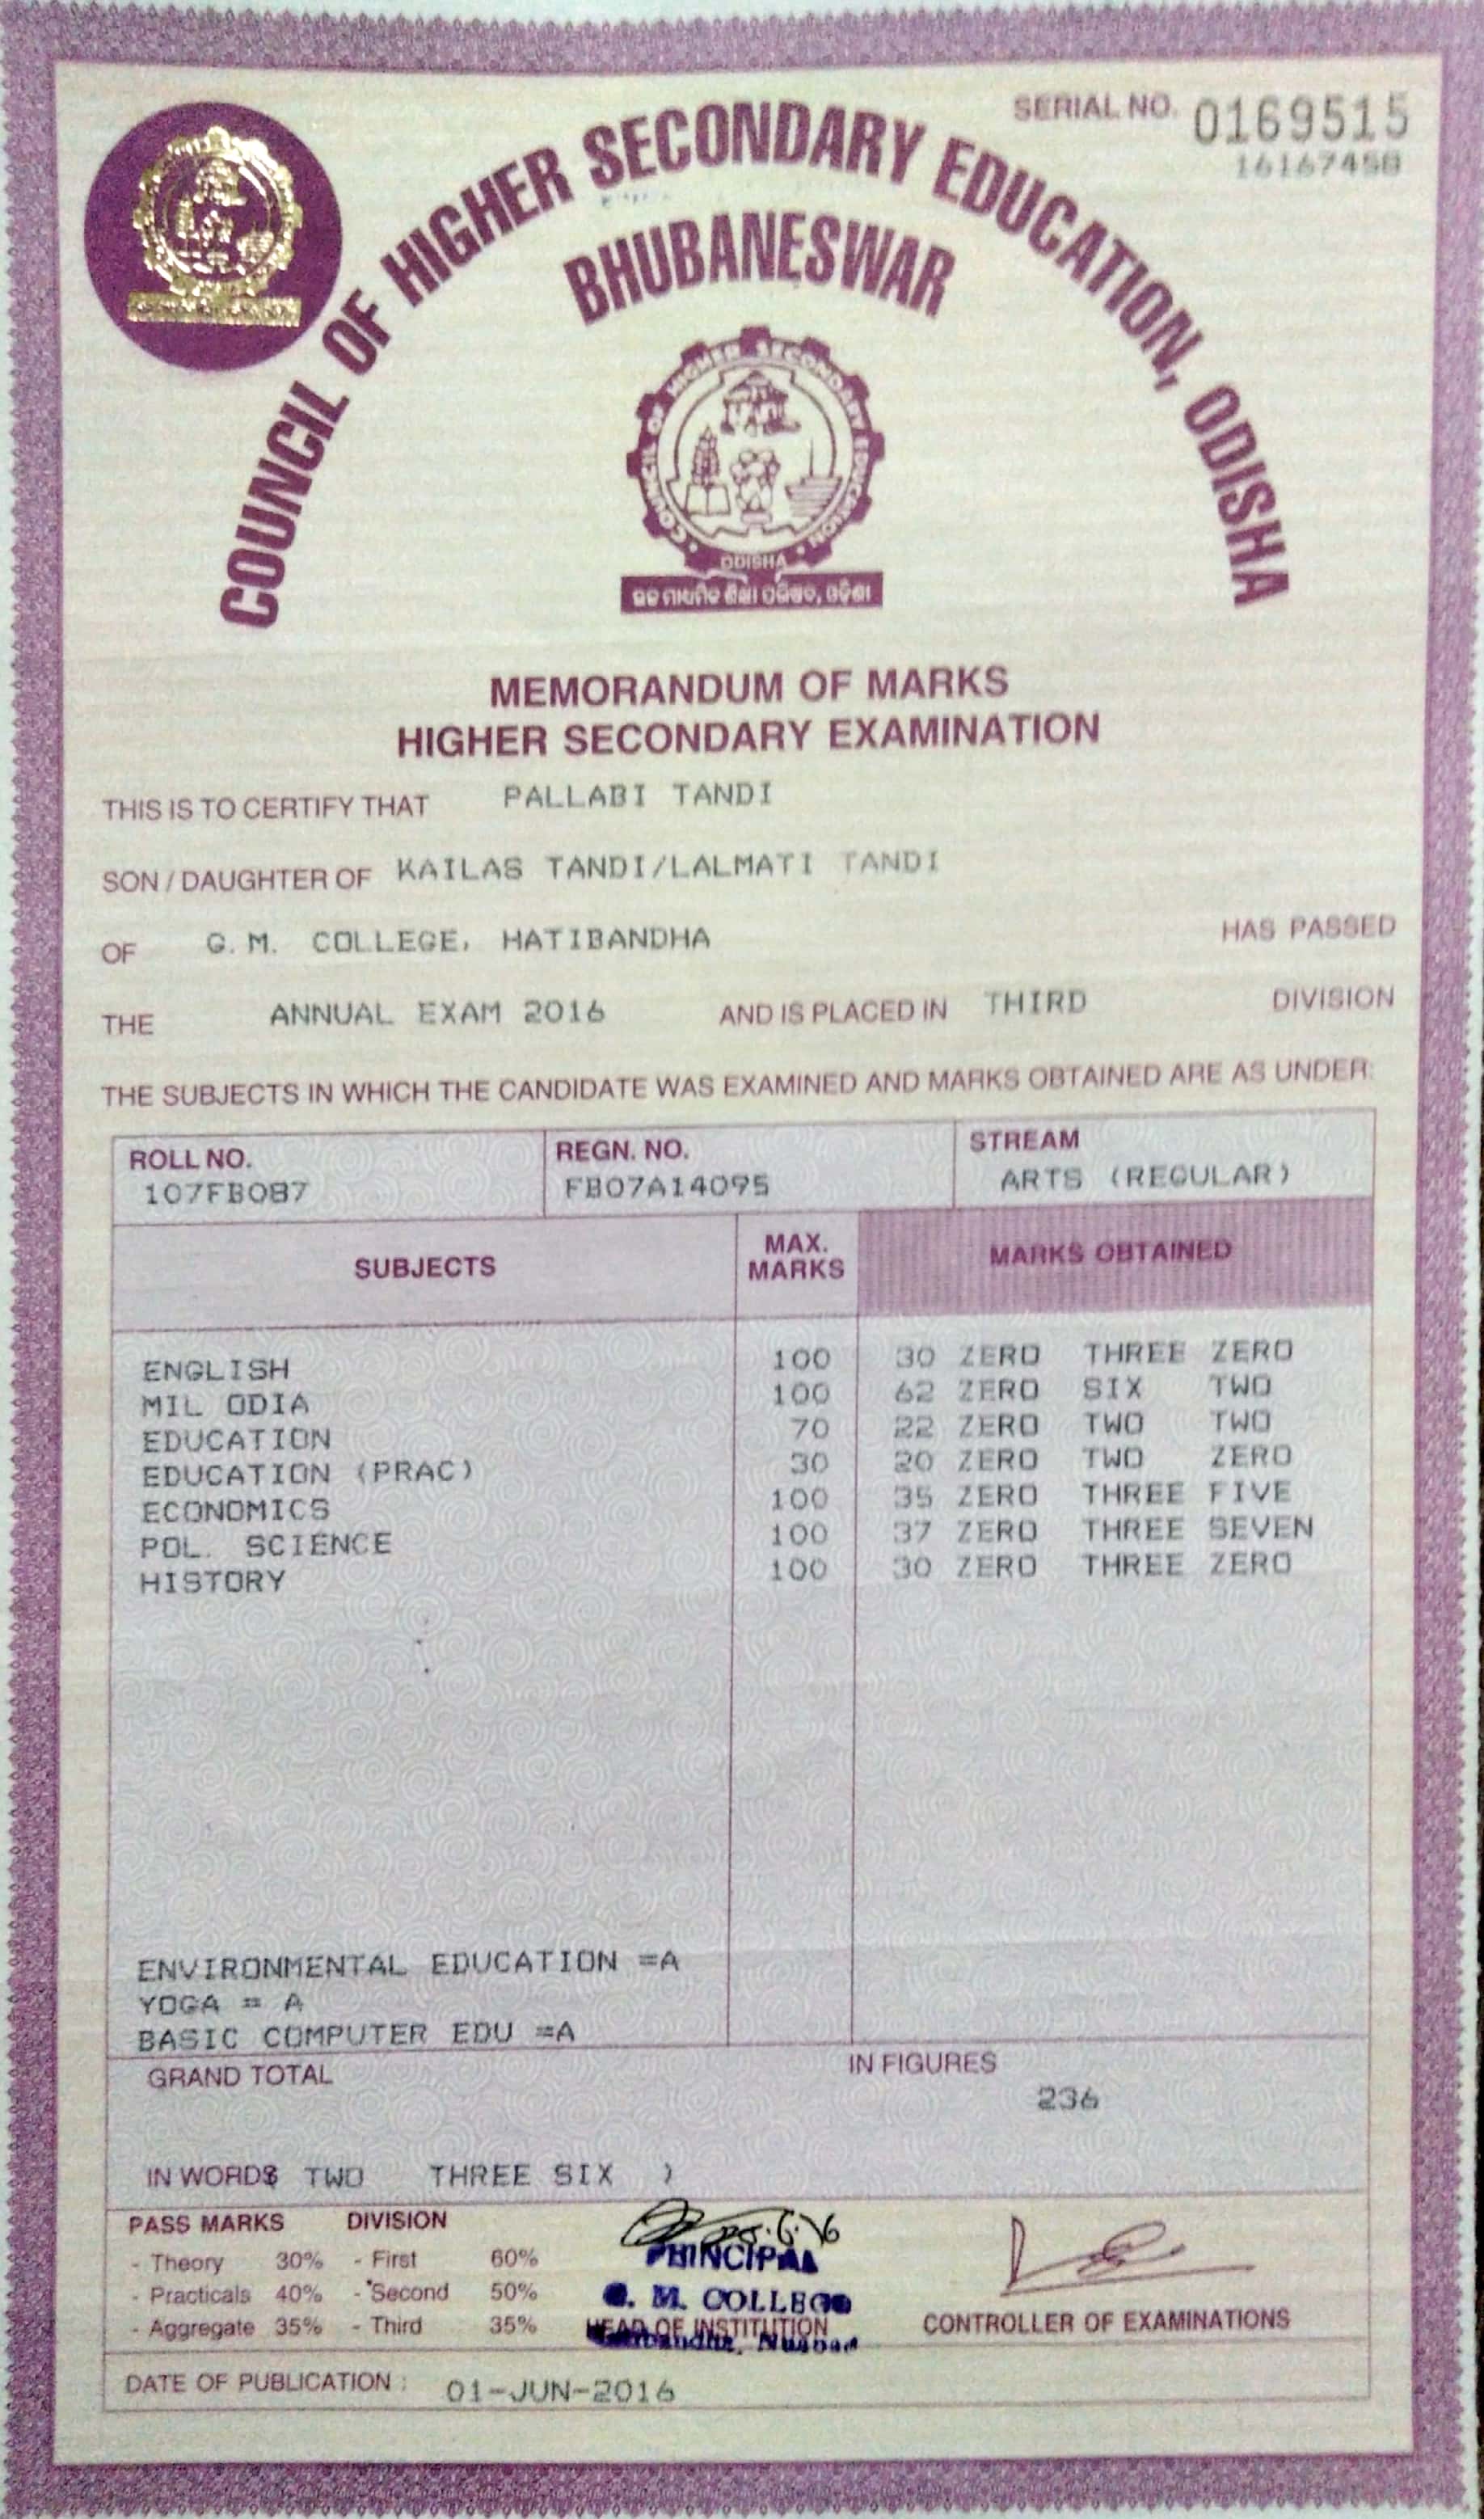 SERIAL NO. 0169515
16167458
COUNCIL OF HIGHER SECONDARY EDUCATION, ODISHA
BHUBANESWAR
COUNCIL OF HIGHER SECONDARY EDUCATION
ODISHA
MEMORANDUM OF MARKS
HIGHER SECONDARY EXAMINATION
THIS IS TO CERTIFY THAT PALLABI TANDI
SON / DAUGHTER OF KAILAS TANDI/LALMATI TANDI
OF G.M. COLLEGE, HATIBANDHA HAS PASSED
THE ANNUAL EXAM 2016 AND IS PLACED IN THIRD DIVISION
THE SUBJECTS IN WHICH THE CANDIDATE WAS EXAMINED AND MARKS OBTAINED ARE AS UNDER:
ROLL NO. REGN. NO. STREAM
107FB087 FB07A14095 ARTS (REGULAR)
SUBJECTS MAX. MARKS MARKS OBTAINED
ENGLISH 100 30 ZERO THREE ZERO
MIL ODIA 100 62 ZERO SIX TWO
EDUCATION 70 22 ZERO TWO TWO
EDUCATION (PRAC) 30 20 ZERO TWO ZERO
ECONOMICS 100 35 ZERO THREE FIVE
POL. SCIENCE 100 37 ZERO THREE SEVEN
HISTORY 100 30 ZERO THREE ZERO
ENVIRONMENTAL EDUCATION =A
YOGA = A
BASIC COMPUTER EDU =A
GRAND TOTAL IN FIGURES
236
IN WORDS TWO THREE SIX )
PASS MARKS DIVISION
- Theory 30% - First 60%
- Practicals 40% - Second 50%
- Aggregate 35% - Third 35%
PRINCIPAL
G. M. COLLEGE
HEAD OF INSTITUTION
CONTROLLER OF EXAMINATIONS
DATE OF PUBLICATION : 01-JUN-2016